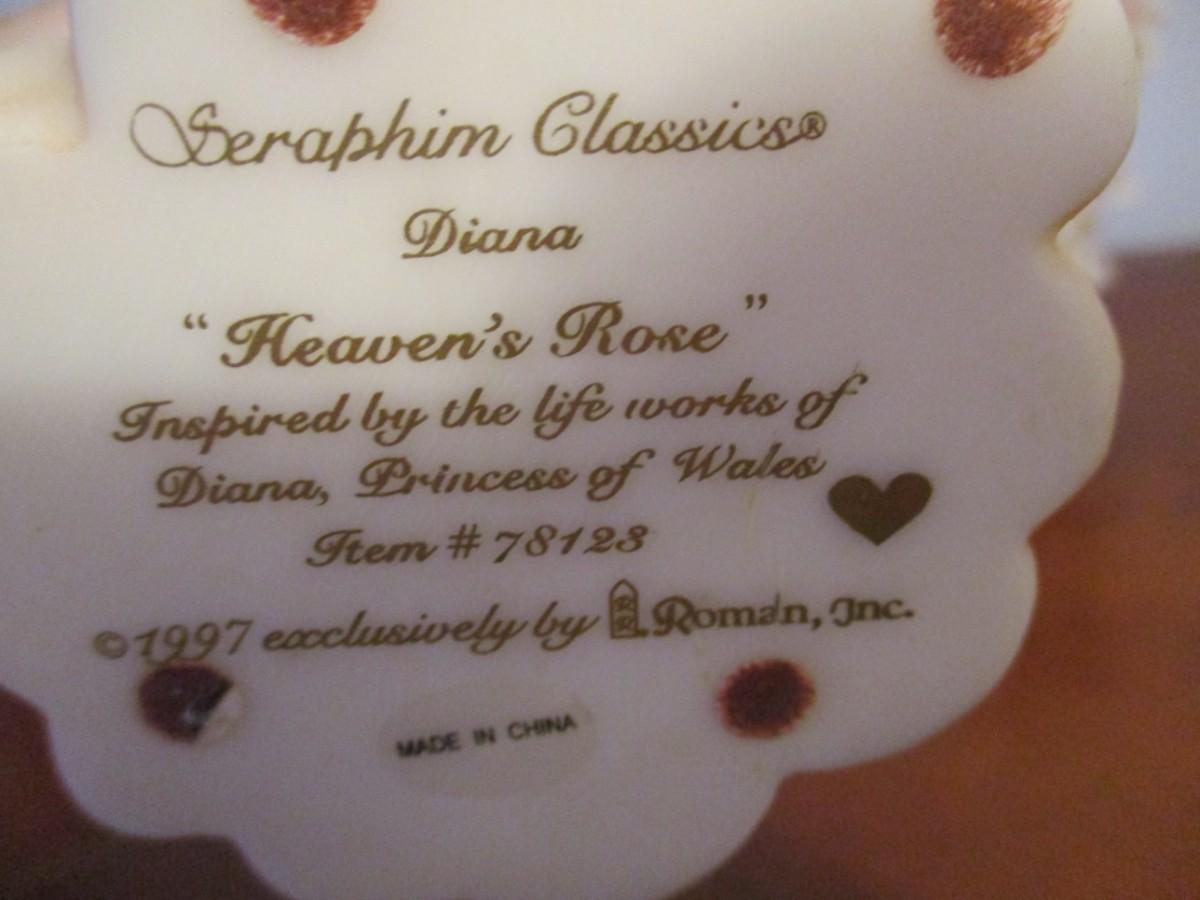 Seraphim Classics®
Diana
“Heaven's Rose”
Inspired by the life works of
Diana, Princess of Wales
Item # 78123
©1997 exclusively by Roman, Inc.
MADE IN CHINA